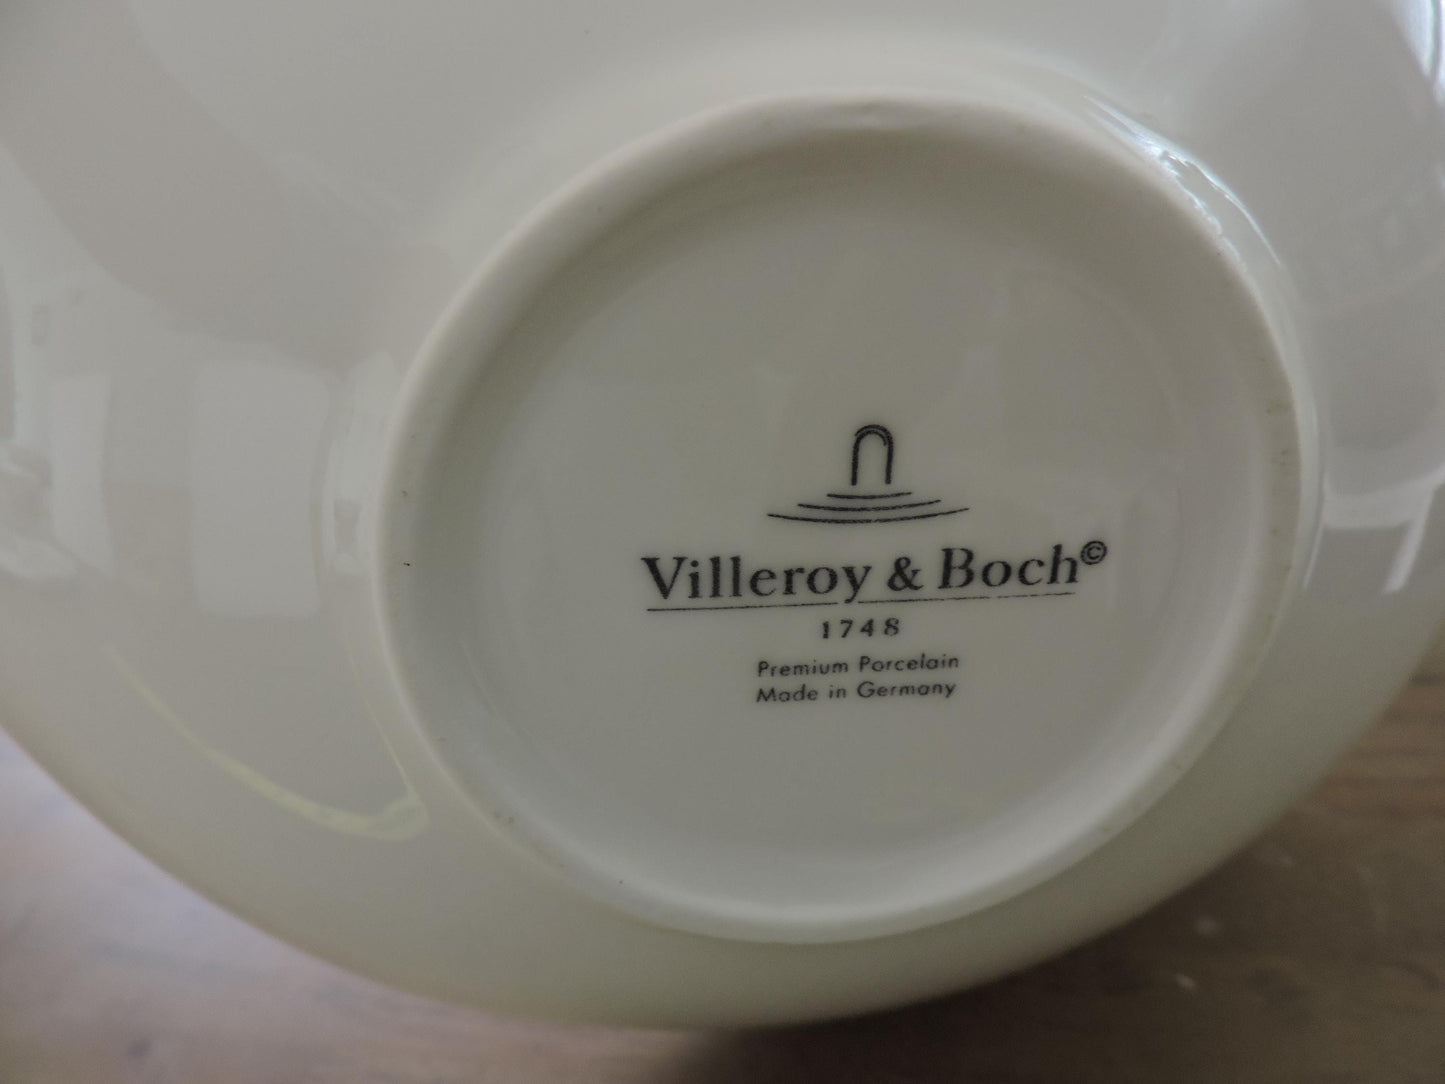 Villeroy & Boch©
1748
Premium Porcelain
Made in Germany